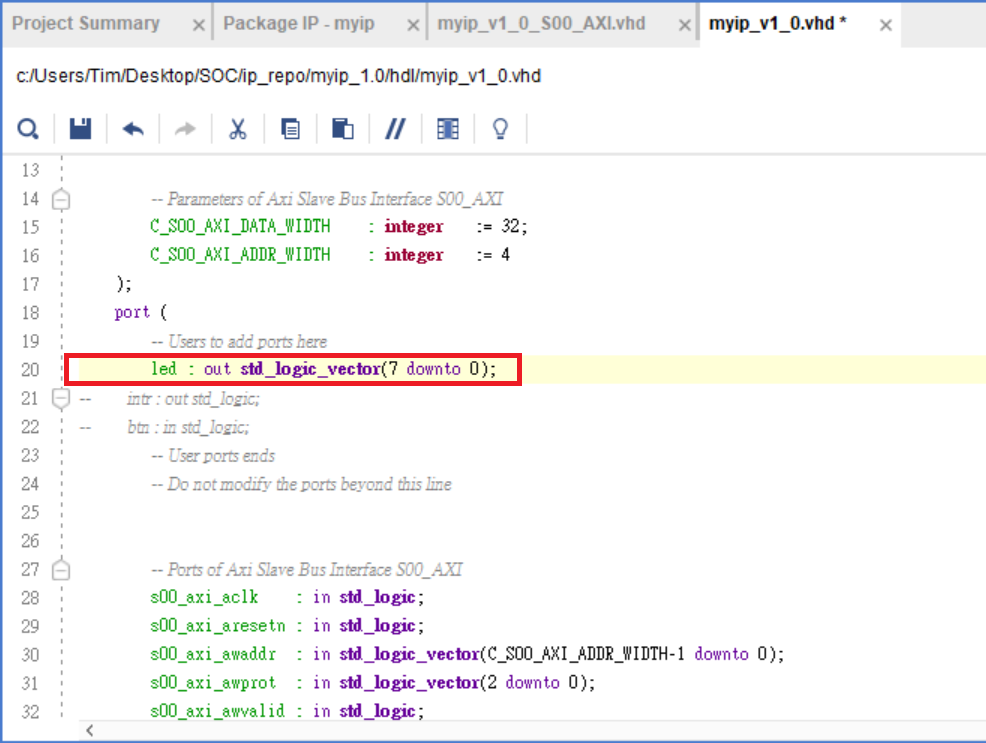 Project Summary × Package IP - myip × myip_v1_0_S00_AXI.vhd × myip_v1_0.vhd * ×
c:/Users/Tim/Desktop/SOC/ip_repo/myip_1.0/hdl/myip_v1_0.vhd
13
14 -- Parameters of Axi Slave Bus Interface S00_AXI
15 C_S00_AXI_DATA_WIDTH : integer := 32;
16 C_S00_AXI_ADDR_WIDTH : integer := 4
17 );
18 port (
19 -- Users to add ports here
20 led : out std_logic_vector(7 downto 0);
21 -- intr : out std_logic;
22 -- btn : in std_logic;
23 -- User ports ends
24 -- Do not modify the ports beyond this line
25
26
27 -- Ports of Axi Slave Bus Interface S00_AXI
28 s00_axi_aclk : in std_logic;
29 s00_axi_aresetn : in std_logic;
30 s00_axi_awaddr : in std_logic_vector(C_S00_AXI_ADDR_WIDTH-1 downto 0);
31 s00_axi_awprot : in std_logic_vector(2 downto 0);
32 s00_axi_awvalid : in std_logic;